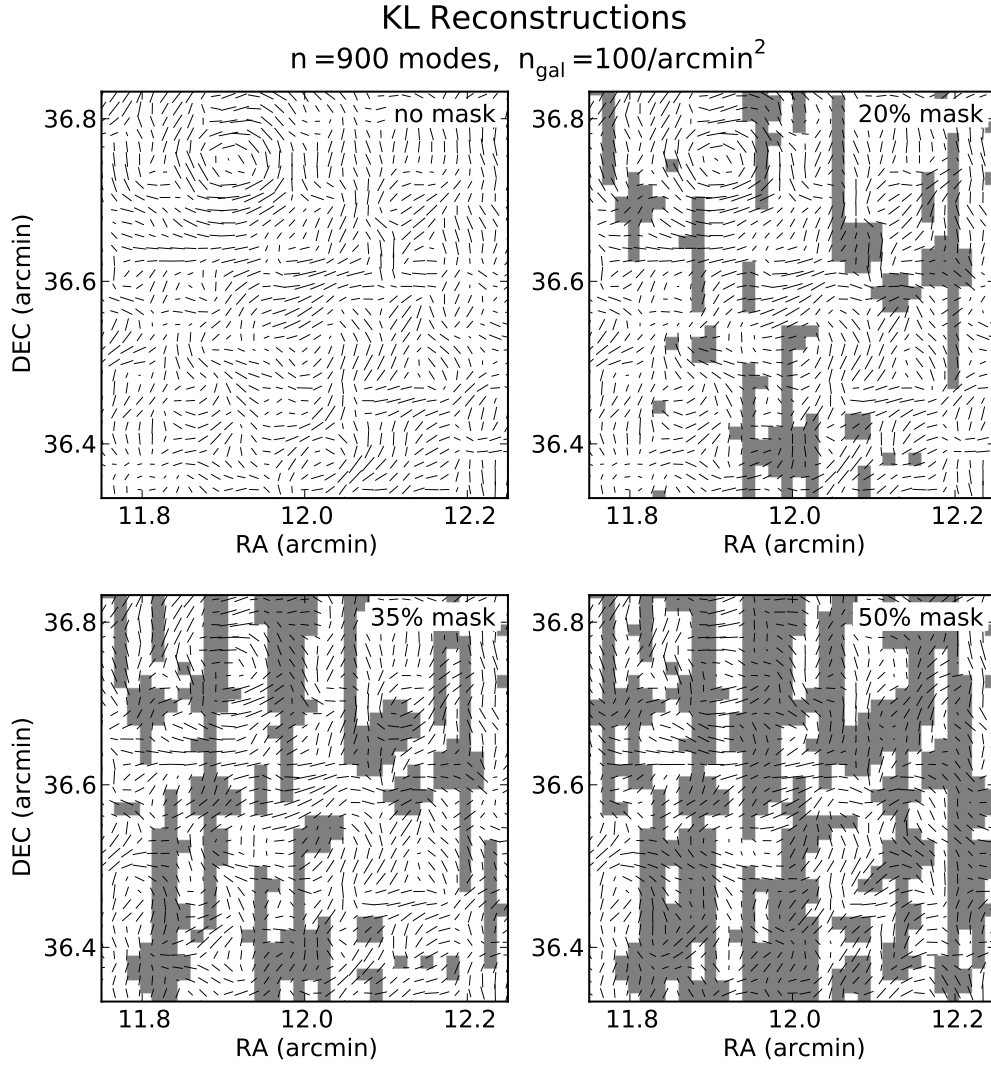 KL Reconstructions
n =900 modes, n_gal =100/arcmin^2
no mask
36.8
36.6
36.4
DEC (arcmin)
11.8 12.0 12.2
RA (arcmin)
20% mask
36.8
36.6
36.4
11.8 12.0 12.2
RA (arcmin)
35% mask
36.8
36.6
36.4
DEC (arcmin)
11.8 12.0 12.2
RA (arcmin)
50% mask
36.8
36.6
36.4
11.8 12.0 12.2
RA (arcmin)